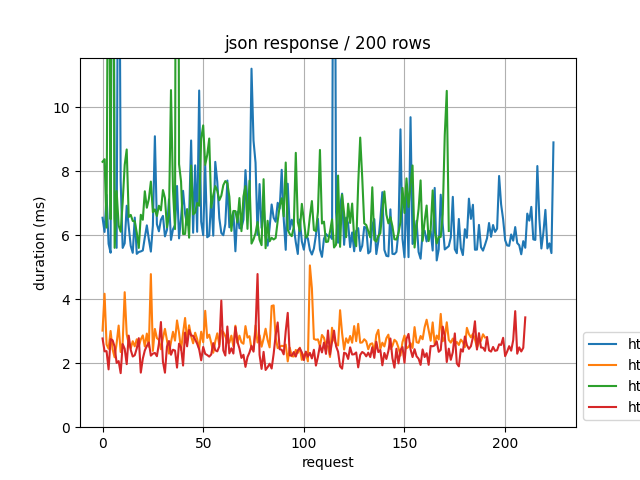 json response / 200 rows
duration (ms)
10
8
6
4
2
0
0 50 100 150 200
request
ht
ht
ht
ht